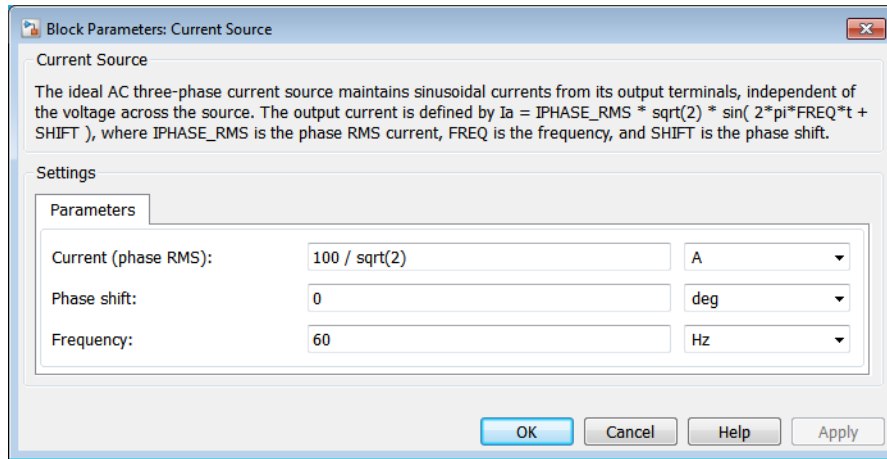 Block Parameters: Current Source
Current Source
The ideal AC three-phase current source maintains sinusoidal currents from its output terminals, independent of
the voltage across the source. The output current is defined by Ia = IPHASE_RMS * sqrt(2) * sin( 2*pi*FREQ*t +
SHIFT ), where IPHASE_RMS is the phase RMS current, FREQ is the frequency, and SHIFT is the phase shift.
Settings
Parameters
Current (phase RMS): 100 / sqrt(2) A
Phase shift: 0 deg
Frequency: 60 Hz
OK Cancel Help Apply